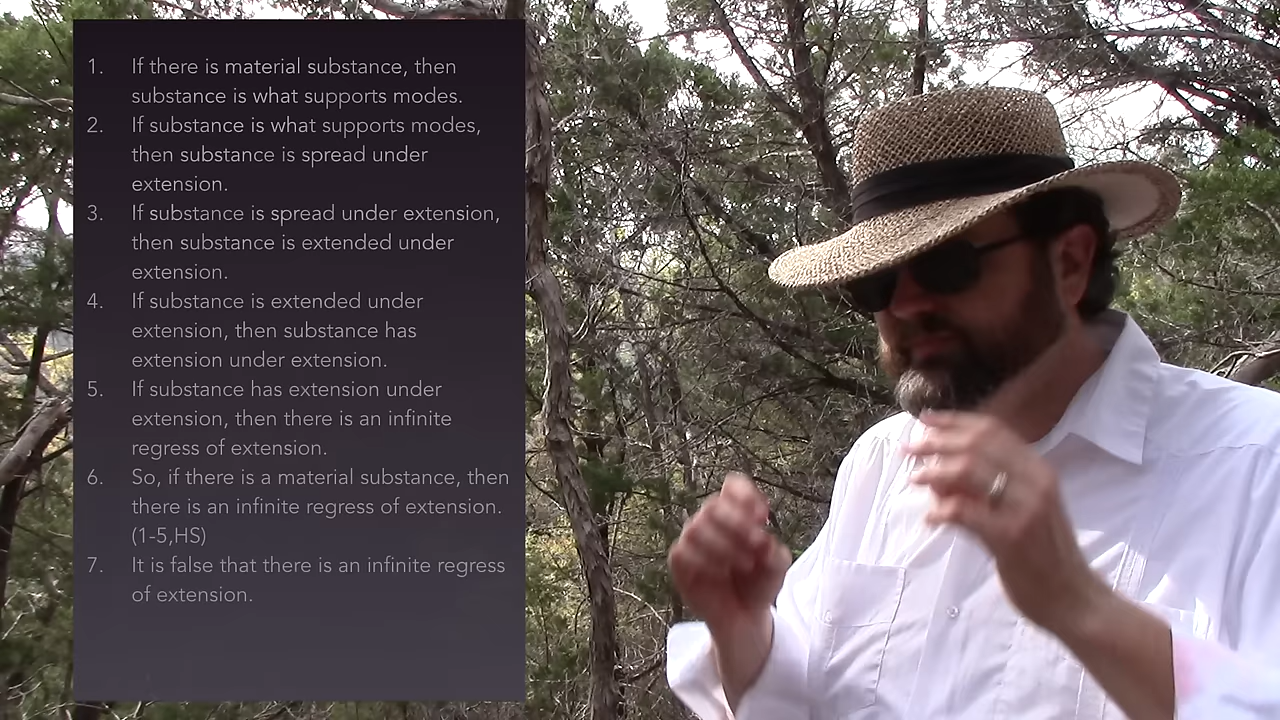 1. If there is material substance, then
substance is what supports modes.
2. If substance is what supports modes,
then substance is spread under
extension.
3. If substance is spread under extension,
then substance is extended under
extension.
4. If substance is extended under
extension, then substance has
extension under extension.
5. If substance has extension under
extension, then there is an infinite
regress of extension.
6. So, if there is a material substance, then
there is an infinite regress of extension.
(1-5,HS)
7. It is false that there is an infinite regress
of extension.